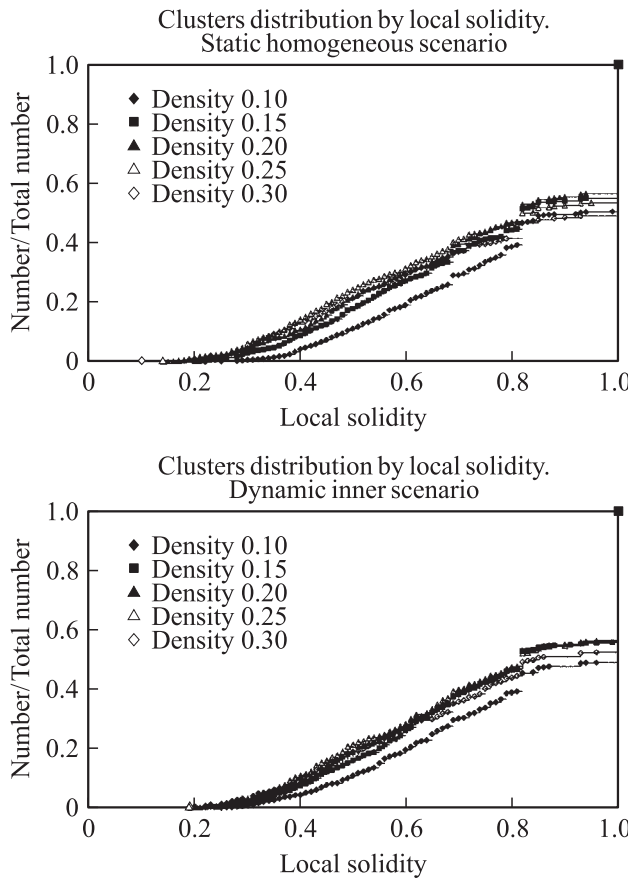 Clusters distribution by local solidity.
Static homogeneous scenario
1.0
0.8
0.6
0.4
0.2
0
Number/Total number
Density 0.10
Density 0.15
Density 0.20
Density 0.25
Density 0.30
0 0.2 0.4 0.6 0.8 1.0
Local solidity
Clusters distribution by local solidity.
Dynamic inner scenario
1.0
0.8
0.6
0.4
0.2
0
Number/Total number
Density 0.10
Density 0.15
Density 0.20
Density 0.25
Density 0.30
0 0.2 0.4 0.6 0.8 1.0
Local solidity